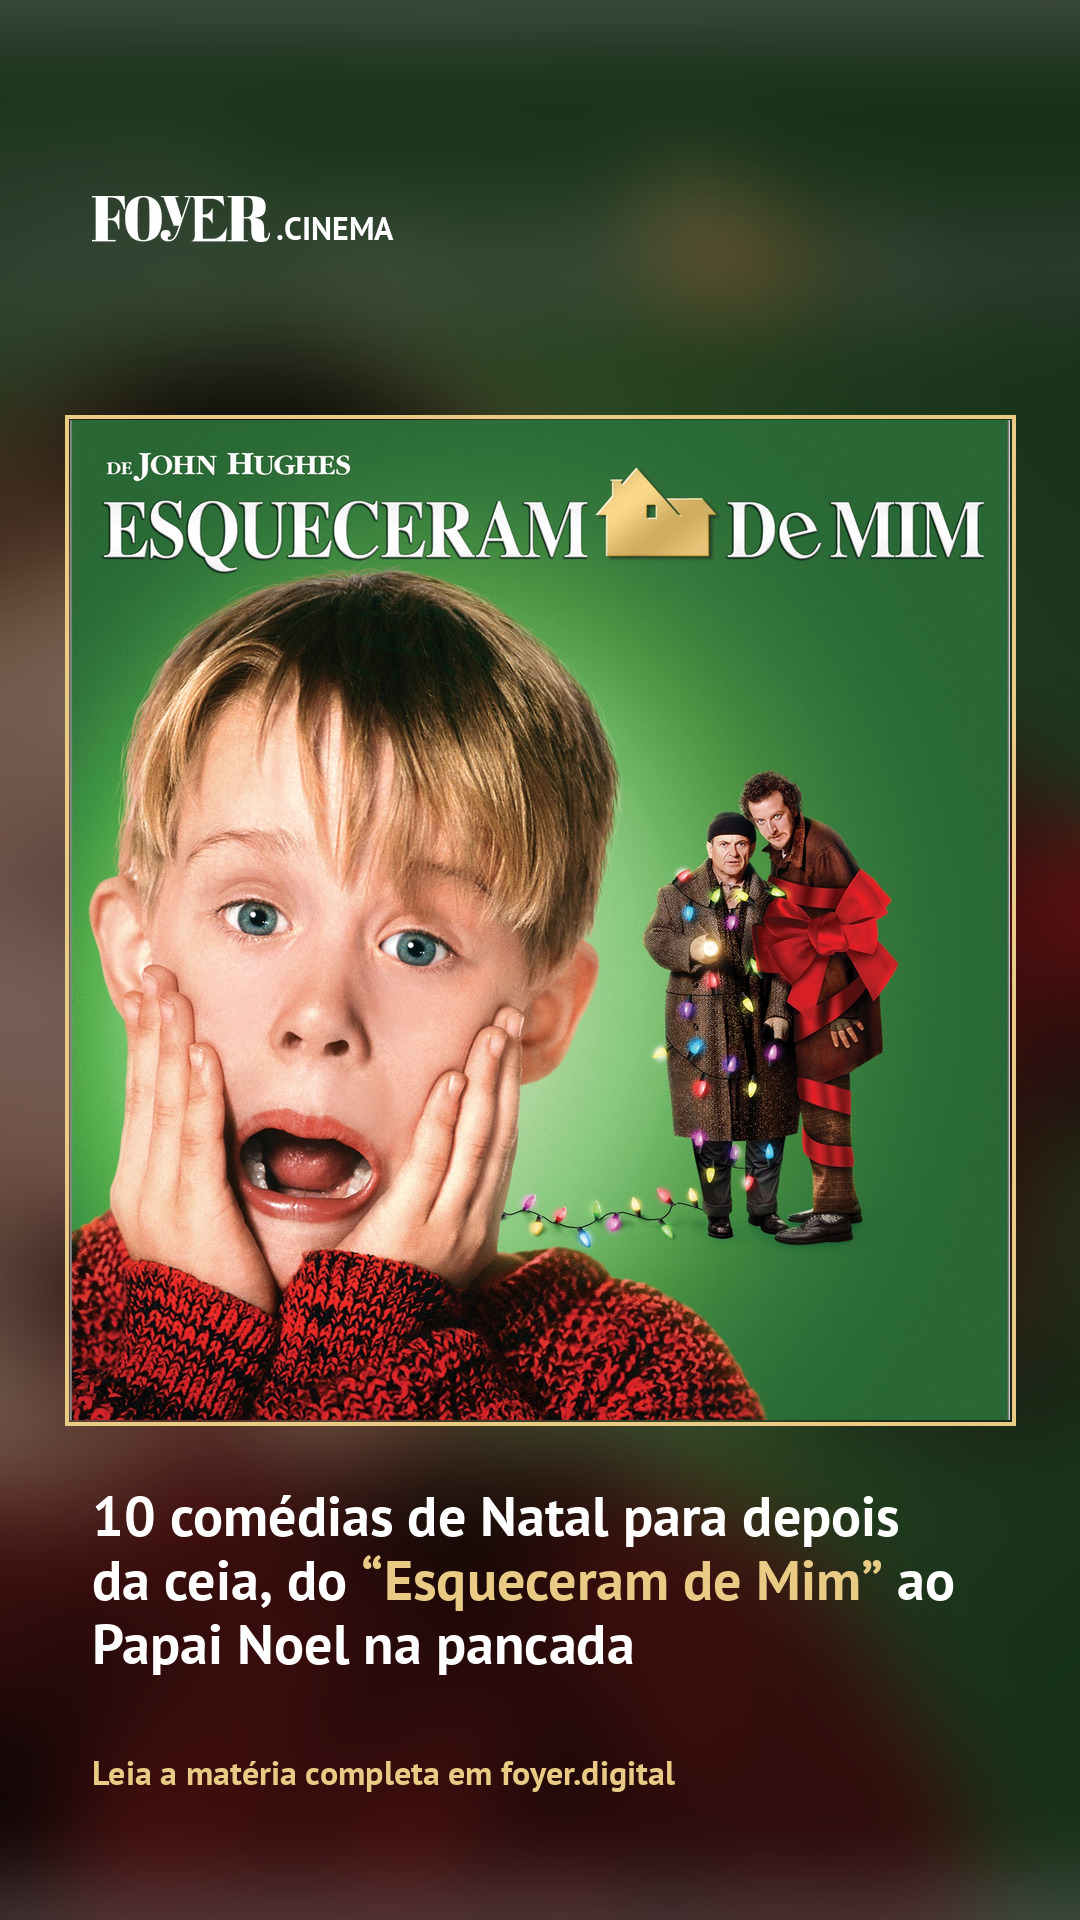 FOYER.CINEMA
DE JOHN HUGHES
ESQUECERAM De MIM
10 comédias de Natal para depois
da ceia, do “Esqueceram de Mim” ao
Papai Noel na pancada
Leia a matéria completa em foyer.digital